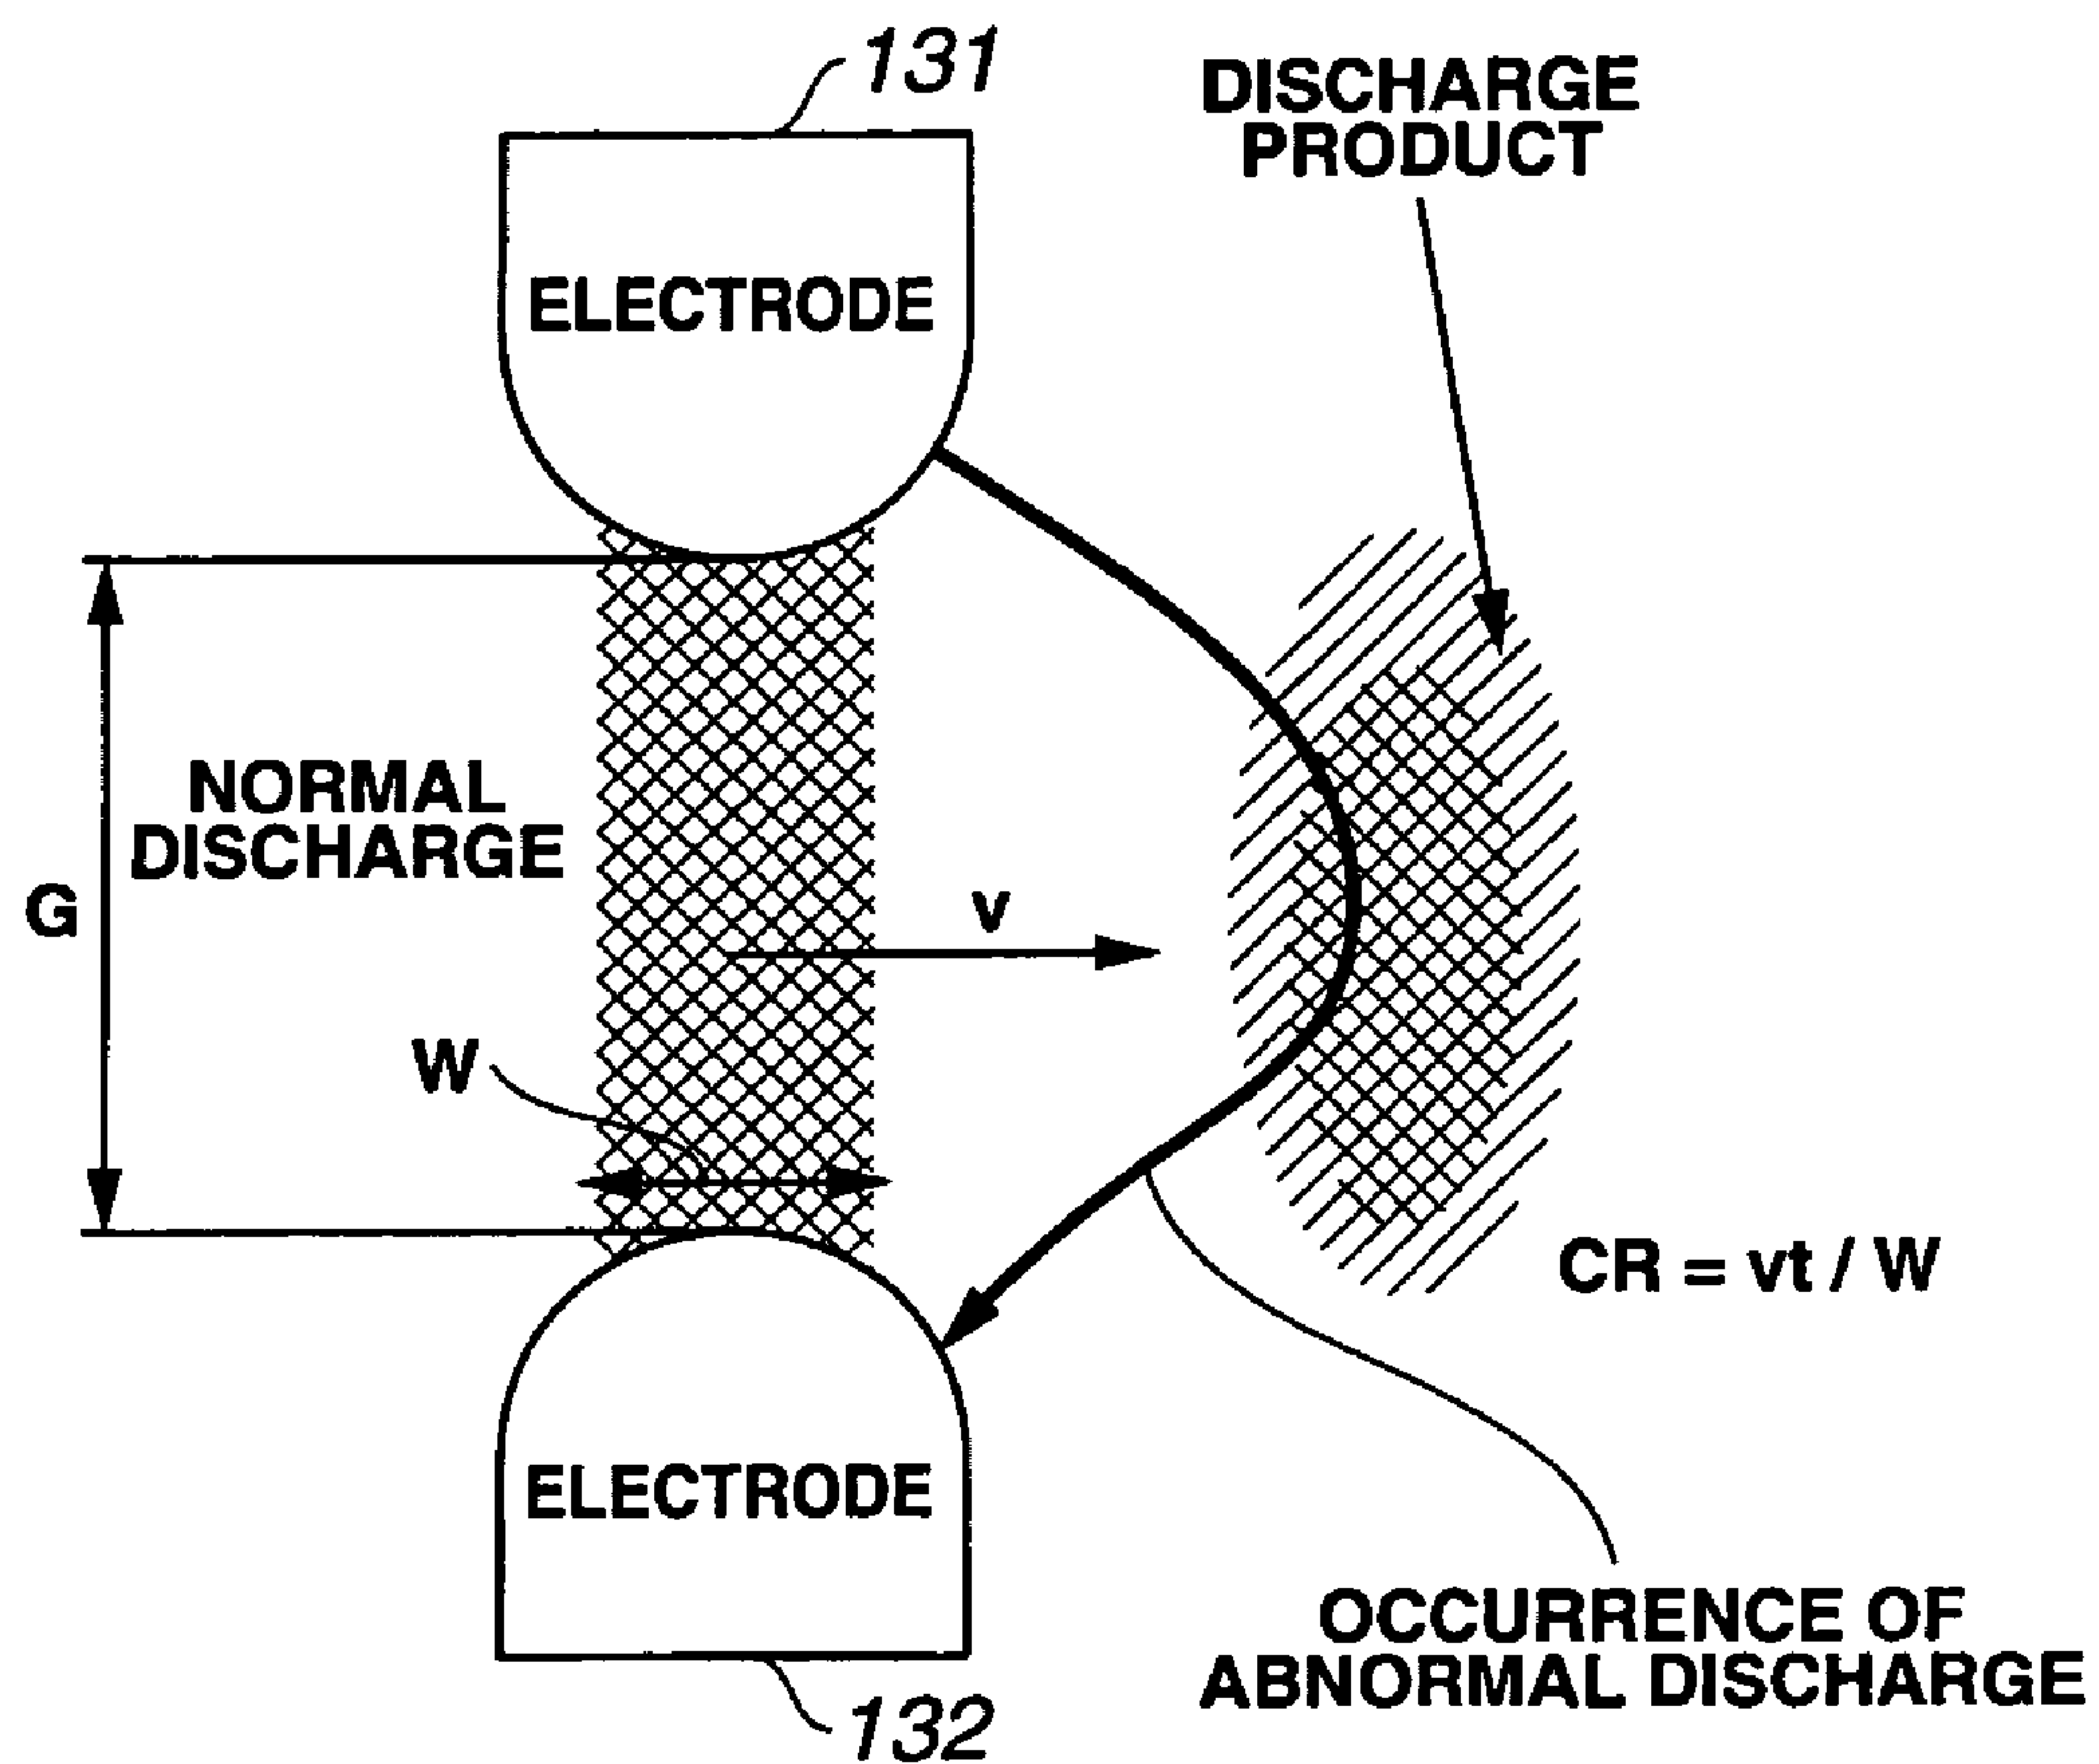 131
DISCHARGE
PRODUCT
ELECTRODE
NORMAL
DISCHARGE
G
v
W
CR = vt / W
ELECTRODE
OCCURRENCE OF
ABNORMAL DISCHARGE
132